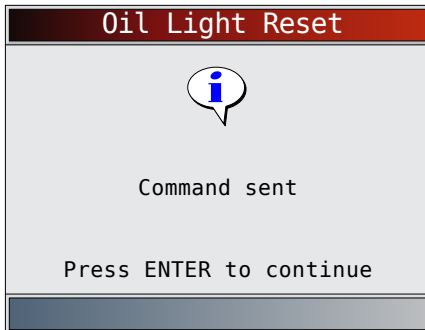 Oil Light Reset
i
Command sent
Press ENTER to continue